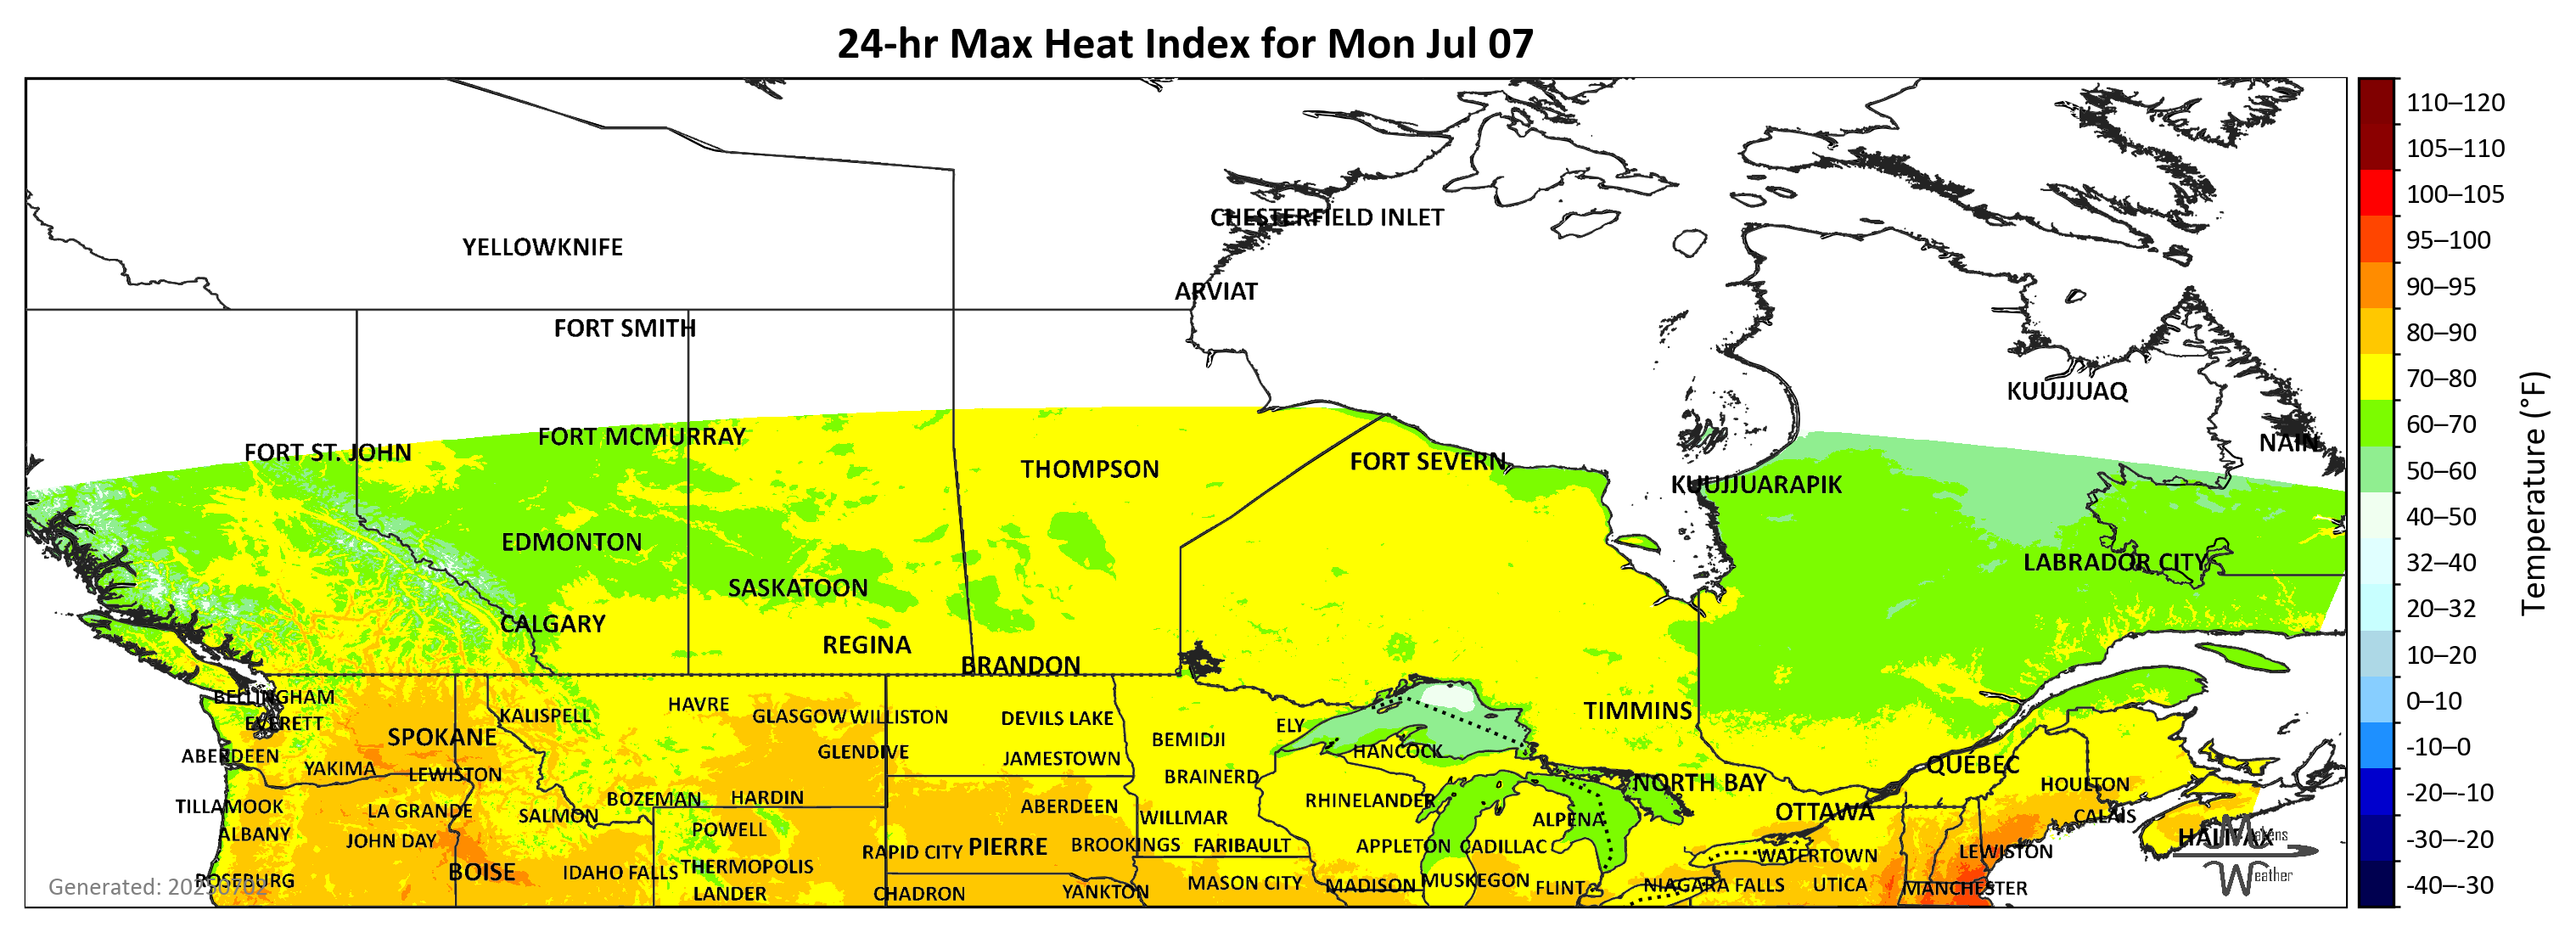 24-hr Max Heat Index for Mon Jul 07
CHESTERFIELD INLET
YELLOWKNIFE
ARVIAT
FORT SMITH
KUUJJUAQ
FORT MCMURRAY
NAIN
FORT ST. JOHN
FORT SEVERN
THOMPSON
KUUJJUARAPIK
EDMONTON
LABRADOR CITY
SASKATOON
CALGARY
REGINA
BRANDON
BELLINGHAM
HAVRE
TIMMINS
KALISPELL
GLASGOW WILLISTON
DEVILS LAKE
EVERETT
ELY
SPOKANE
BEMIDJI
ABERDEEN
GLENDIVE
JAMESTOWN
HANCOCK
YAKIMA
LEWISTON
BRAINERD
QUÉBEC
NORTH BAY
HOULTON
BOZEMAN
HARDIN
RHINELANDER
TILLAMOOK
LA GRANDE
SALMON
ABERDEEN
WILLMAR
ALPENA
OTTAWA
CALAIS
ALBANY
JOHN DAY
POWELL
RAPID CITY
PIERRE
BROOKINGS
FARIBAULT
APPLETON
CADILLAC
WATERTOWN
LEWISTON
HALIFAX
ROSEBURG
BOISE
IDAHO FALLS
THERMOPOLIS
LANDER
CHADRON
YANKTON
MASON CITY
MADISON
MUSKEGON
FLINT
NIAGARA FALLS
UTICA
MANCHESTER
Generated: 20250702
Matens
Weather
110–120
105–110
100–105
95–100
90–95
80–90
70–80
60–70
50–60
40–50
32–40
20–32
10–20
0–10
-10–0
-20–-10
-30–-20
-40–-30
Temperature (°F)